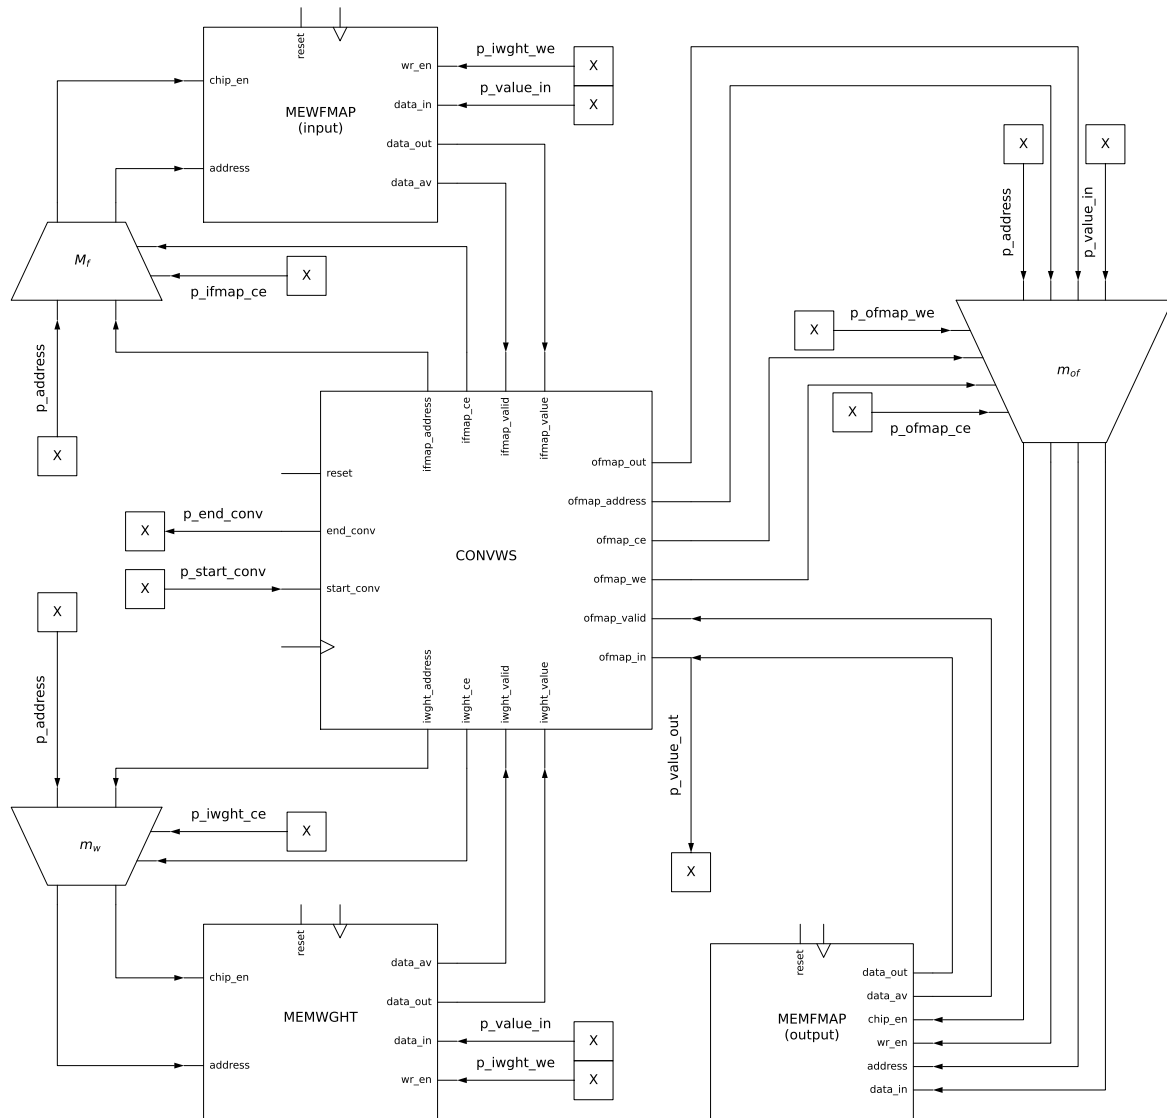 reset
p_iwght_we
X
wr_en
chip_en
p_value_in
X
data_in
MEWFMAP
(input)
data_out
address
data_av
X
X
p_address
p_value_in
M_f
p_ifmap_ce
X
p_address
X
p_ofmap_we
X
m_of
p_ofmap_ce
X
ifmap_address
ifmap_ce
ifmap_valid
ifmap_value
ofmap_out
reset
ofmap_address
p_end_conv
X
end_conv
ofmap_ce
CONVWS
p_start_conv
X
start_conv
ofmap_we
X
ofmap_valid
ofmap_in
p_address
iwght_address
iwght_ce
iwght_valid
iwght_value
p_value_out
X
p_iwght_ce
X
m_w
reset
data_av
chip_en
data_out
MEMWGHT
p_value_in
X
data_in
address
p_iwght_we
X
wr_en
reset
data_out
data_av
chip_en
MEMFMAP
(output)
wr_en
address
data_in